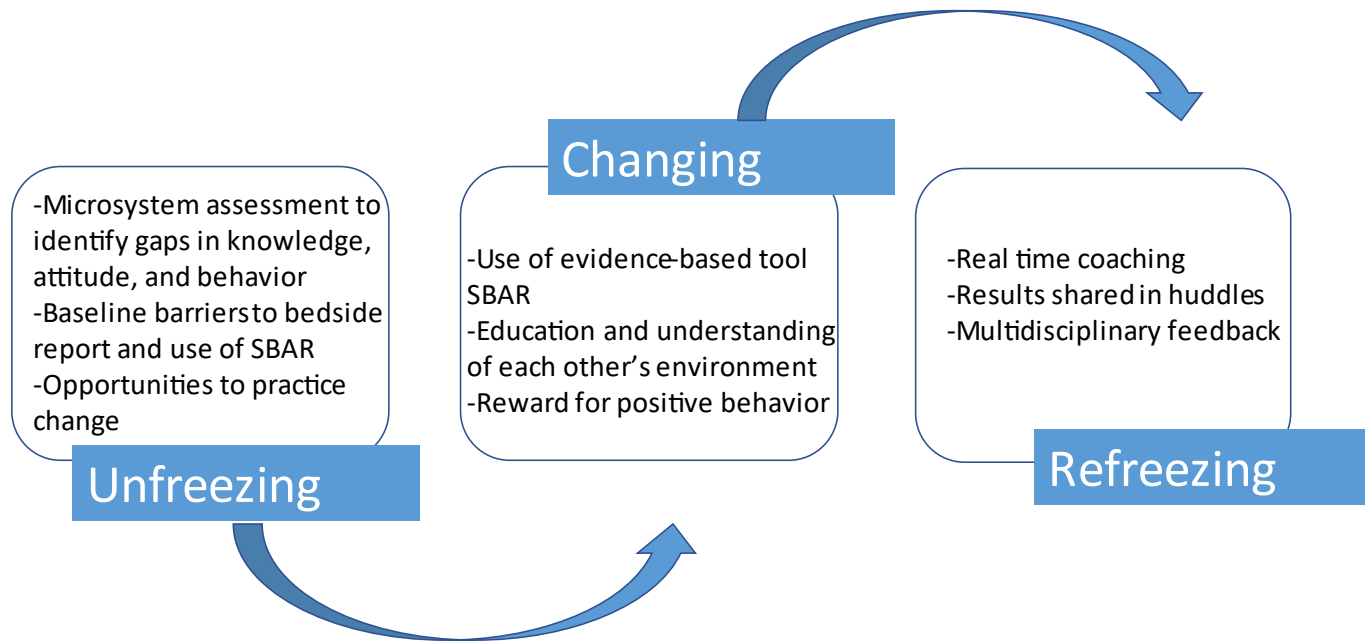 -Microsystem assessment to
identify gaps in knowledge,
attitude, and behavior
-Baseline barriers to bedside
report and use of SBAR
-Opportunities to practice
change
Unfreezing
Changing
-Use of evidence-based tool
SBAR
-Education and understanding
of each other’s environment
-Reward for positive behavior
-Real time coaching
-Results shared in huddles
-Multidisciplinary feedback
Refreezing